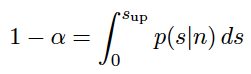 1 − α = ∫₀^{s_up} p(s|n) ds